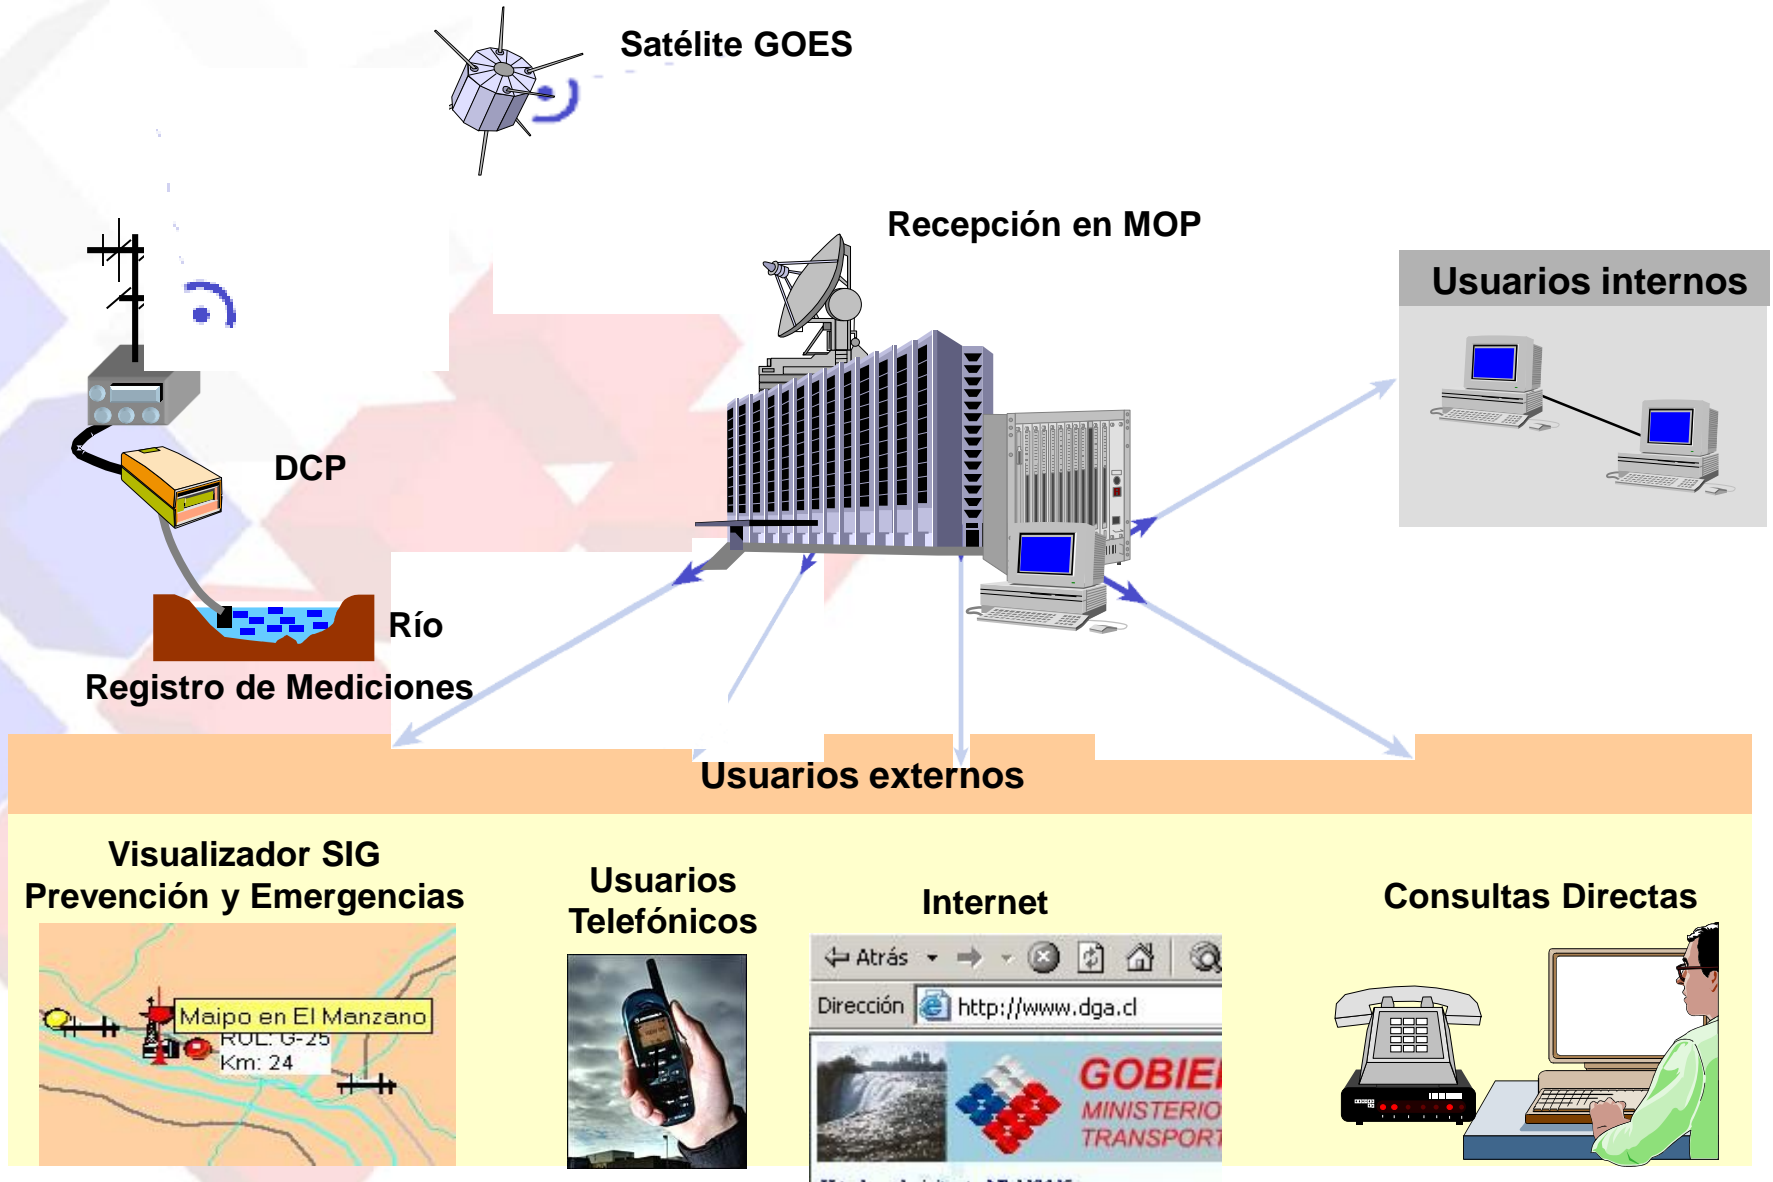 Satélite GOES
Recepción en MOP
Usuarios internos
DCP
Río
Registro de Mediciones
Usuarios externos
Visualizador SIG
Prevención y Emergencias
Maipo en El Manzano
ROL: G-25
Km: 24
Usuarios
Telefónicos
Internet
Atrás
Dirección http://www.dga.cl
GOBIE
MINISTERIO
TRANSPORT
Consultas Directas